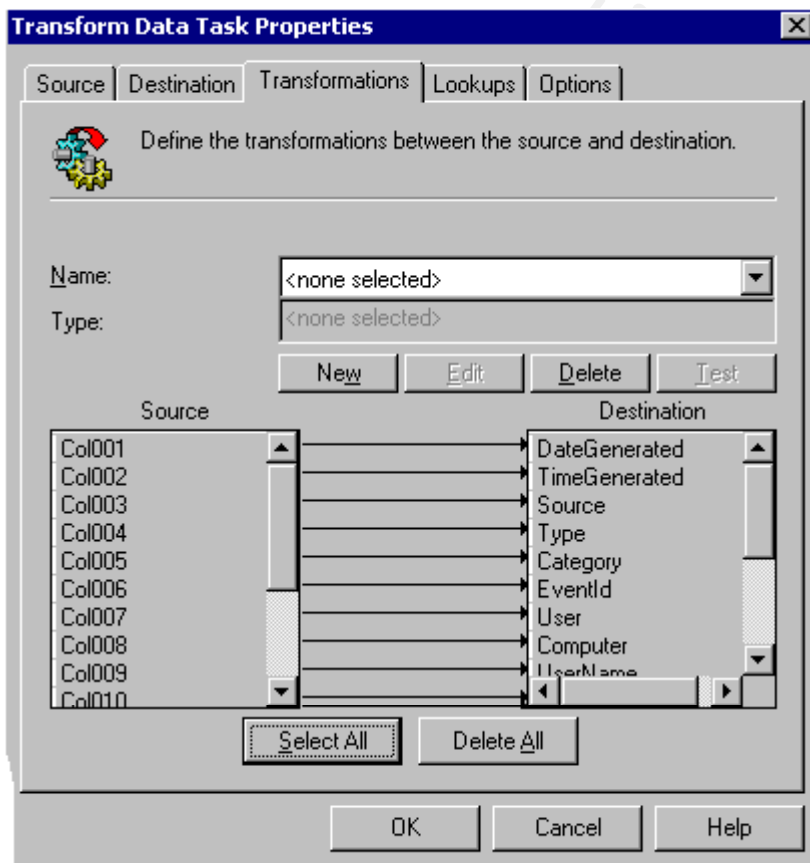 Transform Data Task Properties
Source Destination Transformations Lookups Options
Define the transformations between the source and destination.
Name: <none selected>
Type: <none selected>
New Edit Delete Test
Source Destination
Col001 DateGenerated
Col002 TimeGenerated
Col003 Source
Col004 Type
Col005 Category
Col006 EventId
Col007 User
Col008 Computer
Col009 UserName
Col010
Select All Delete All
OK Cancel Help